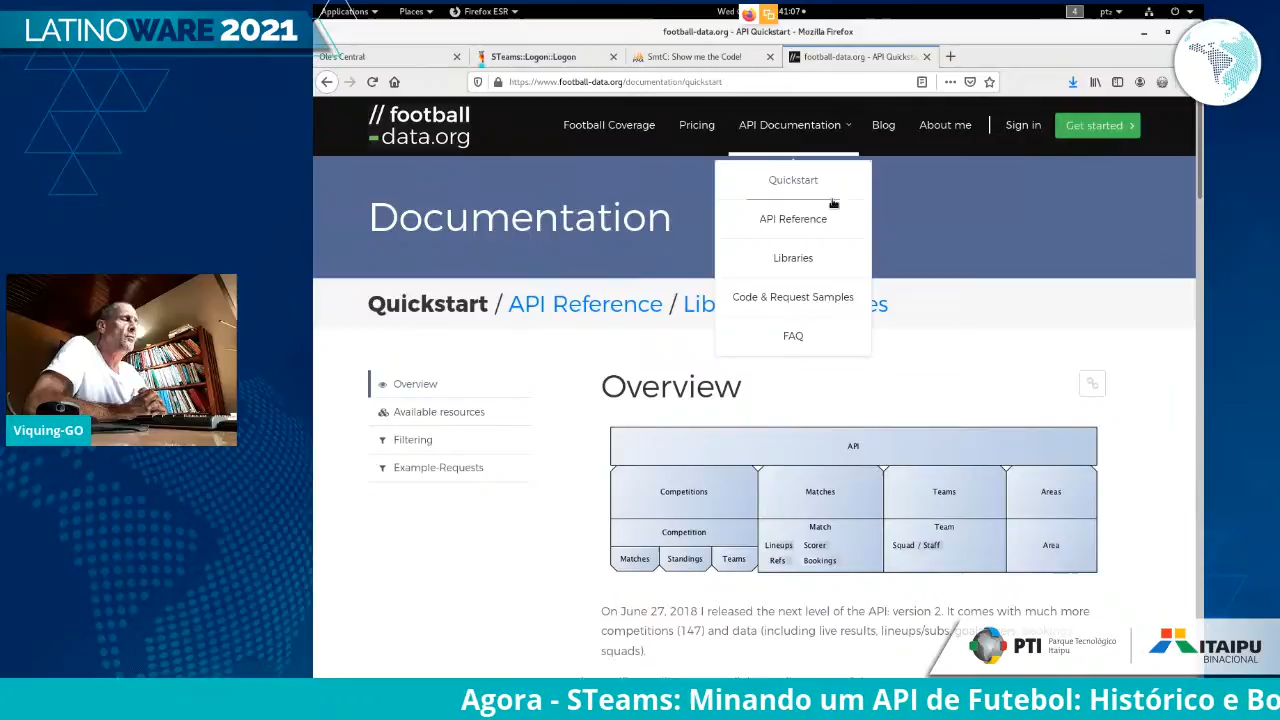 LATINOWARE 2021
Applications Places Firefox ESR Wed 41:07 4 pt2
football-data.org - API Quickstart - Mozilla Firefox
Ole's Central STeams::Logon::Logon SmtC: Show me the Code! football-data.org - API Quicksta
https://www.football-data.org/documentation/quickstart
// football
-data.org
Football Coverage Pricing API Documentation Blog About me Sign in Get started
Quickstart
API Reference
Libraries
Code & Request Samples
FAQ
Documentation
Quickstart / API Reference / Lib es
Overview
Available resources
Filtering
Example-Requests
Overview
API
Competitions Matches Teams Areas
Competition Match Team Area
Lineups Scorer Squad / Staff
Matches Standings Teams Refs Bookings
On June 27, 2018 I released the next level of the API: version 2. It comes with much more
competitions (147) and data (including live results, lineups/subs,
squads).
Viquing-GO
PTI Parque Tecnológico
Itaipu
ITAIPU
BINACIONAL
Agora - STeams: Minando um API de Futebol: Histórico e Bo